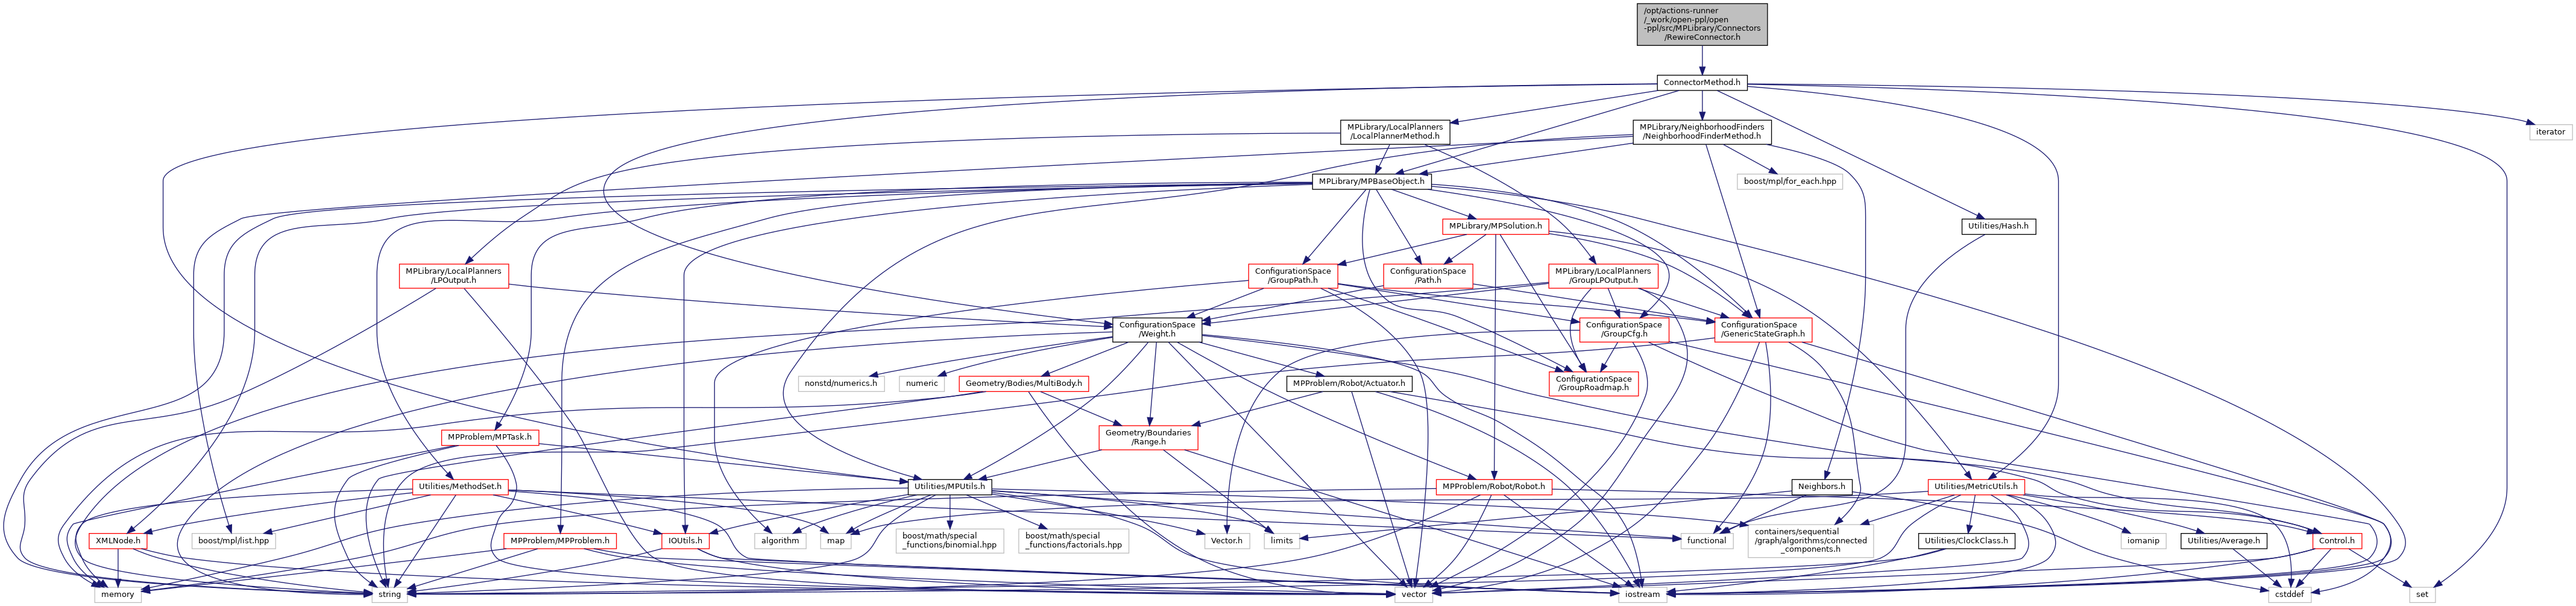 /opt/actions-runner
/_work/open-ppl/open
-ppl/src/MPLibrary/Connectors
/RewireConnector.h
ConnectorMethod.h
MPLibrary/LocalPlanners
/LocalPlannerMethod.h
MPLibrary/NeighborhoodFinders
/NeighborhoodFinderMethod.h
iterator
MPLibrary/MPBaseObject.h
boost/mpl/for_each.hpp
MPLibrary/MPSolution.h
Utilities/Hash.h
MPLibrary/LocalPlanners
/LPOutput.h
ConfigurationSpace
/GroupPath.h
ConfigurationSpace
/Path.h
MPLibrary/LocalPlanners
/GroupLPOutput.h
ConfigurationSpace
/Weight.h
ConfigurationSpace
/GroupCfg.h
ConfigurationSpace
/GenericStateGraph.h
nonstd/numerics.h
numeric
Geometry/Bodies/MultiBody.h
MPProblem/Robot/Actuator.h
ConfigurationSpace
/GroupRoadmap.h
MPProblem/MPTask.h
Geometry/Boundaries
/Range.h
Utilities/MethodSet.h
Utilities/MPUtils.h
MPProblem/Robot/Robot.h
Neighbors.h
Utilities/MetricUtils.h
XMLNode.h
boost/mpl/list.hpp
MPProblem/MPProblem.h
IOUtils.h
algorithm
map
boost/math/special
_functions/binomial.hpp
boost/math/special
_functions/factorials.hpp
Vector.h
limits
functional
containers/sequential
/graph/algorithms/connected
_components.h
Utilities/ClockClass.h
iomanip
Utilities/Average.h
Control.h
memory
string
vector
iostream
cstddef
set